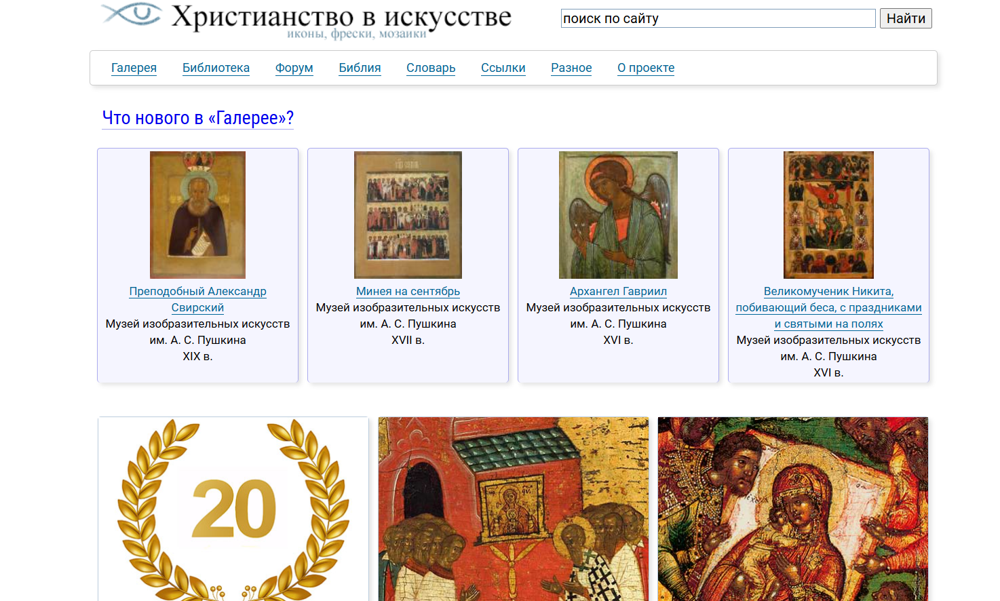 Христианство в искусстве
иконы, фрески, мозаики
поиск по сайту
Найти
Галерея Библиотека Форум Библия Словарь Ссылки Разное О проекте
Что нового в «Галерее»?
Преподобный Александр
Свирский
Музей изобразительных искусств
им. А. С. Пушкина
XIX в.
Минея на сентябрь
Музей изобразительных искусств
им. А. С. Пушкина
XVII в.
Архангел Гавриил
Музей изобразительных искусств
им. А. С. Пушкина
XVI в.
Великомученик Никита,
побивающий беса, с праздниками
и святыми на полях
Музей изобразительных искусств
им. А. С. Пушкина
XVI в.
20